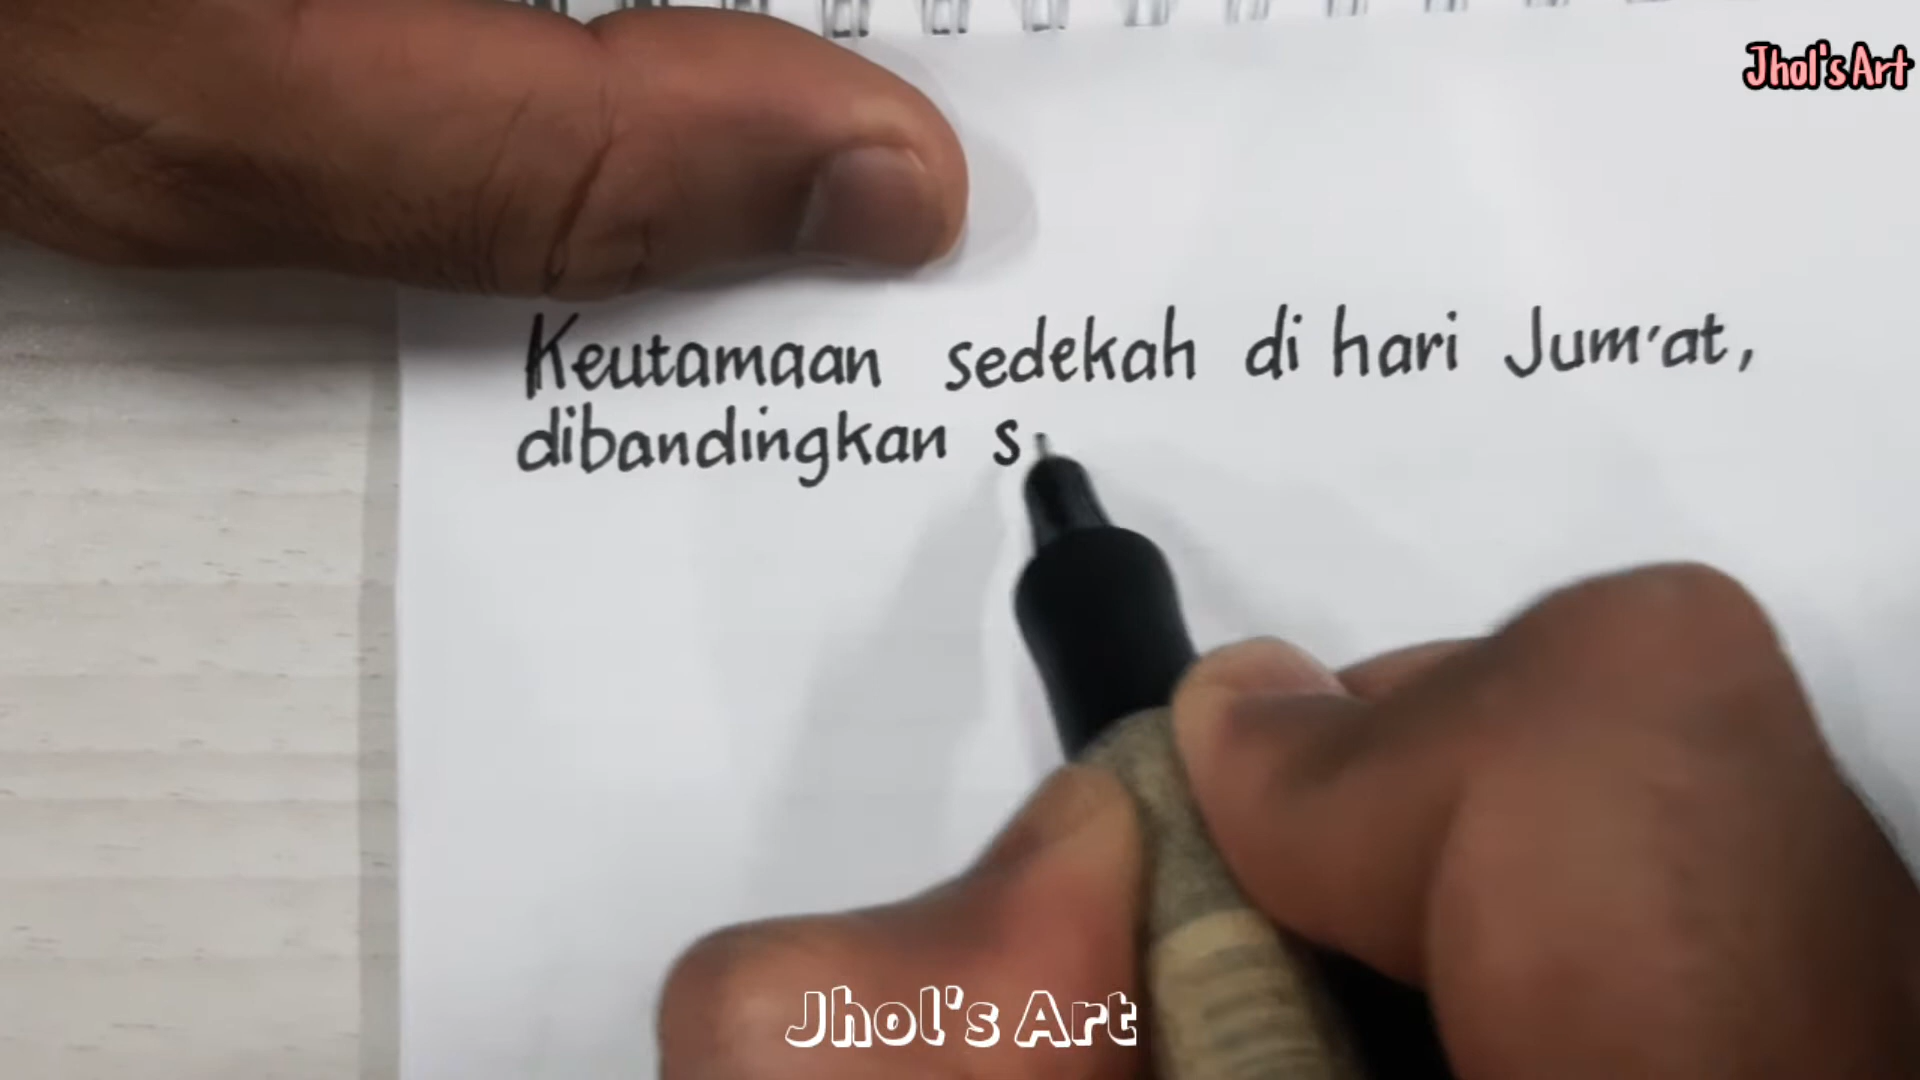 Jhol's Art
Keutamaan sedekah di hari Jum'at,
dibandingkan s
Jhol's Art